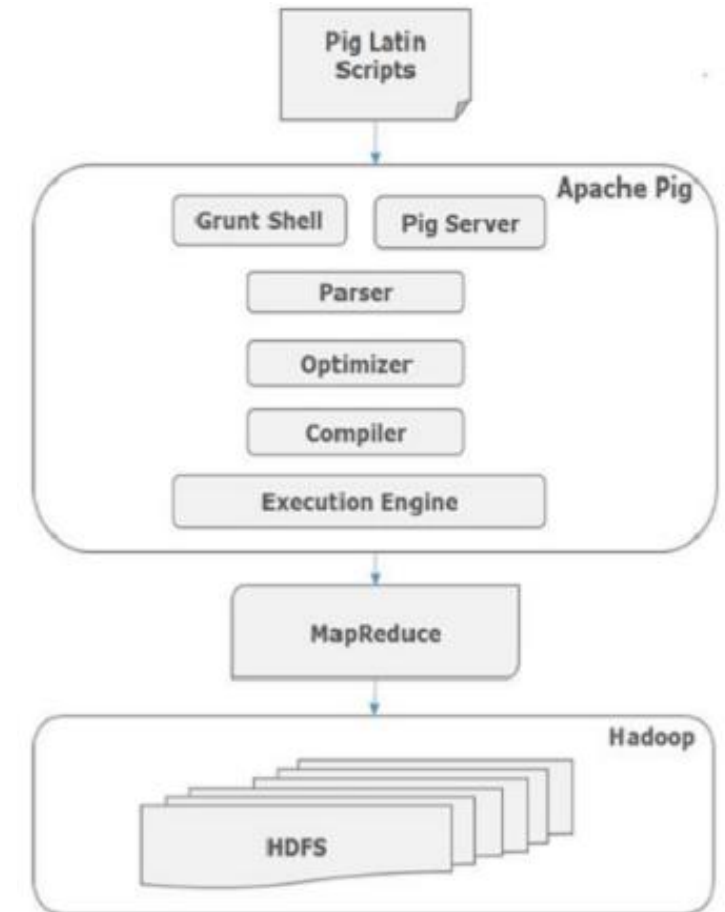 Pig Latin
Scripts
Apache Pig
Grunt Shell
Pig Server
Parser
Optimizer
Compiler
Execution Engine
MapReduce
Hadoop
HDFS